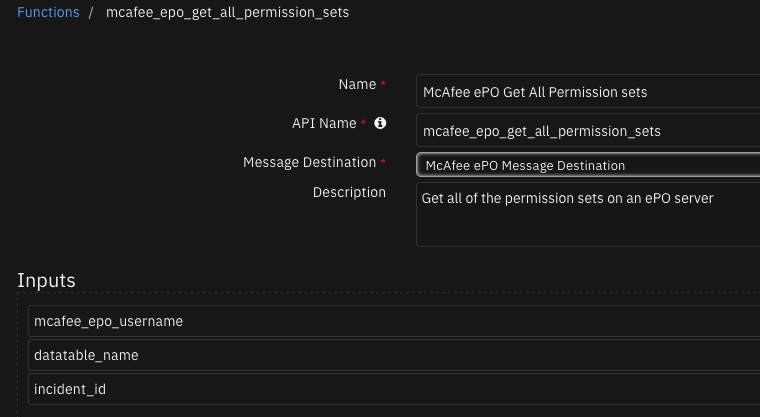 Functions / mcafee_epo_get_all_permission_sets
Name *
McAfee ePO Get All Permission sets
API Name *
mcafee_epo_get_all_permission_sets
Message Destination *
McAfee ePO Message Destination
Description
Get all of the permission sets on an ePO server
Inputs
mcafee_epo_username
datatable_name
incident_id